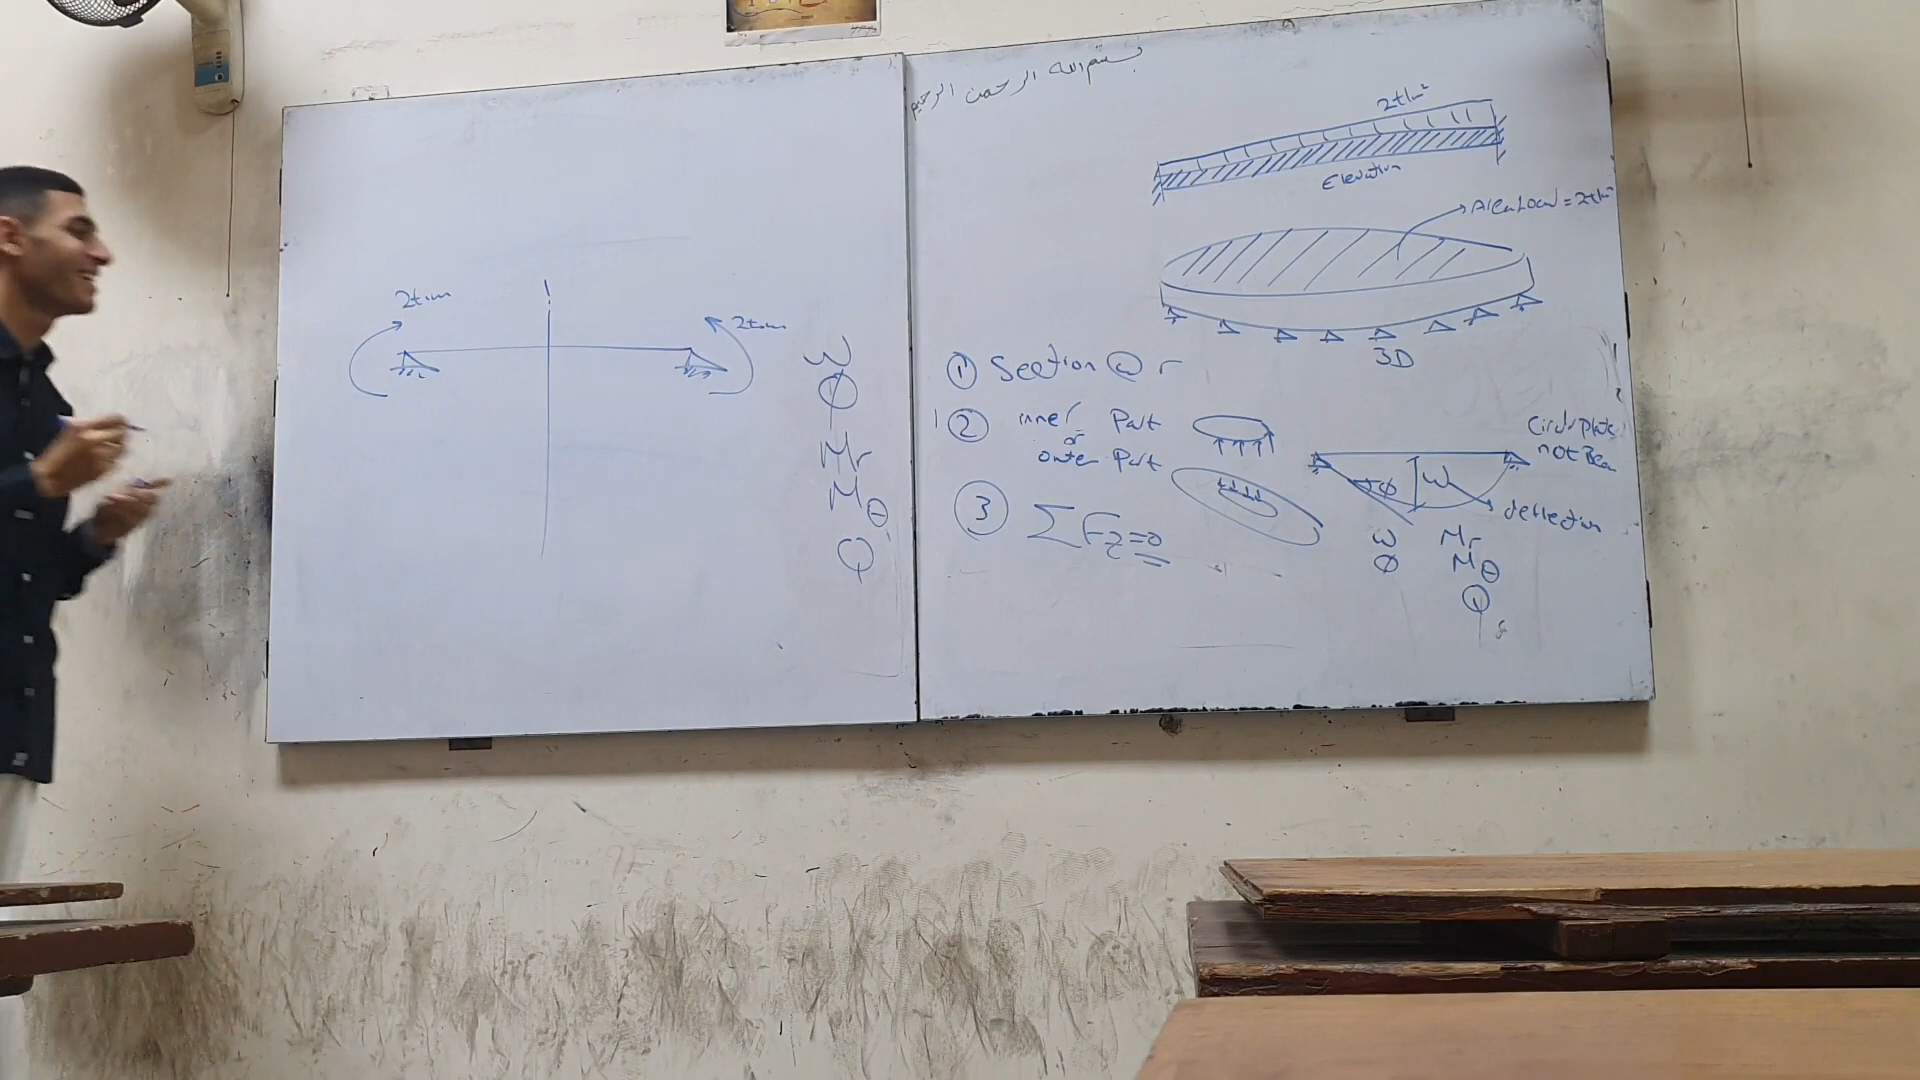 بسم الله الرحمن الرحيم
2t.m
2t.m
ω
φ
Mr
Mθ
Q
2t/m²
Elevation
Area Load = 2t/m²
3D
① Section @ r
② inner Part
or
outer Part
③ ΣFz=0
Circular Plate
not Beam
φ
ω
deflection
ω Mr
φ Mθ
Q